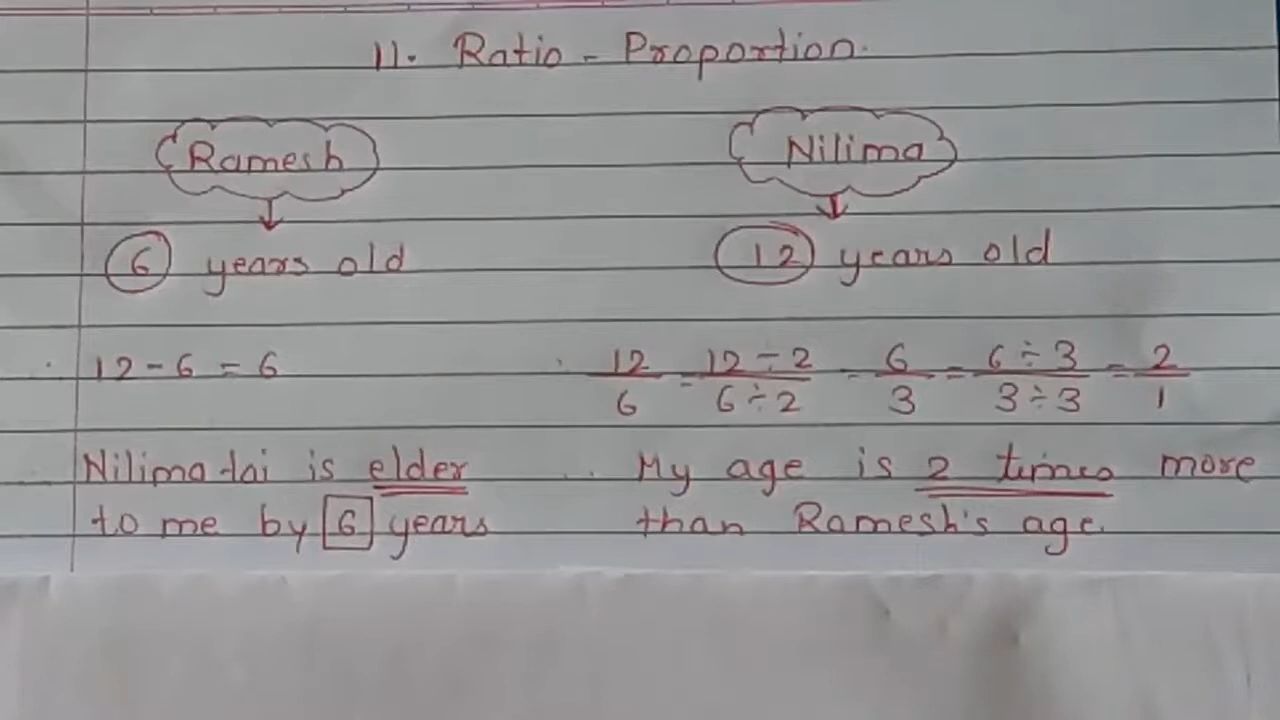 11. Ratio - Proportion.
Ramesh Nilima
6 years old 12 years old
12 - 6 = 6 12/6 = 12÷2/6÷2 = 6/3 = 6÷3/3÷3 = 2/1
Nilima tai is elder My age is 2 times more
to me by 6 years than Ramesh's age.